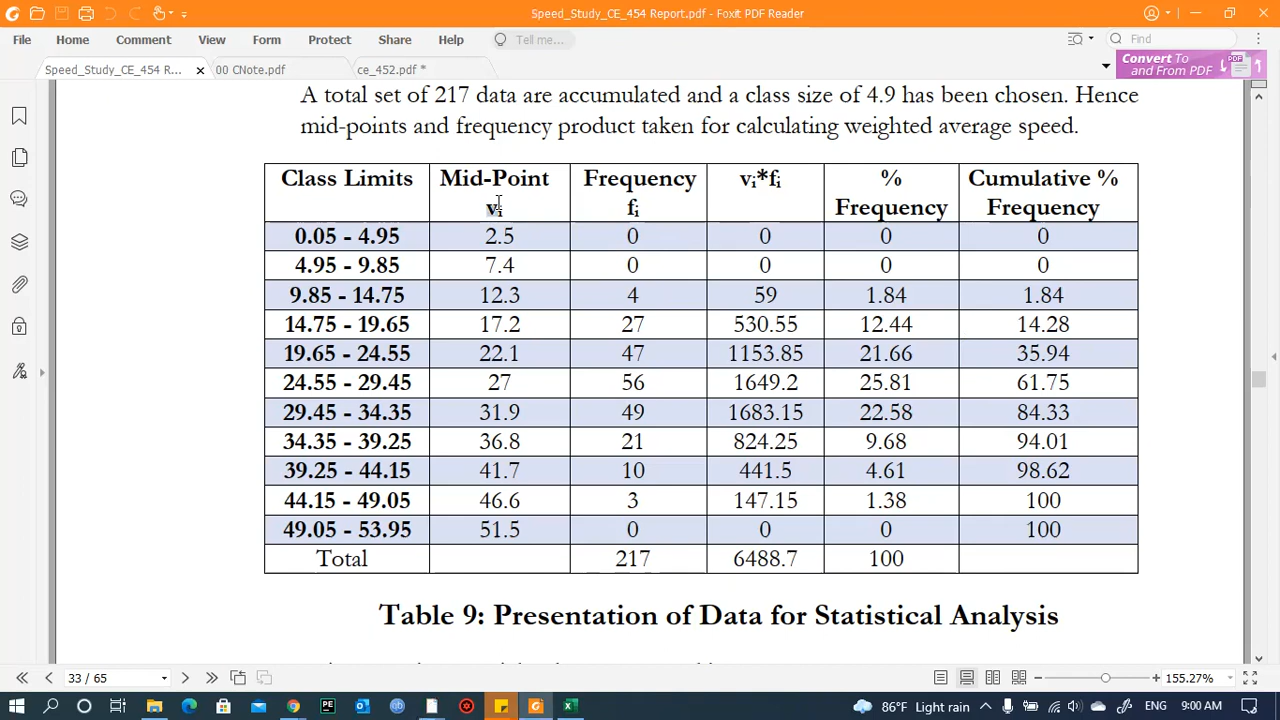 Speed_Study_CE_454 Report.pdf - Foxit PDF Reader
File Home Comment View Form Protect Share Help Tell me... Find
Speed_Study_CE_454 R... 00 CNote.pdf ce_452.pdf * Convert To and From PDF PDF
A total set of 217 data are accumulated and a class size of 4.9 has been chosen. Hence
mid-points and frequency product taken for calculating weighted average speed.
Class Limits Mid-Point vᵢ Frequency fᵢ vᵢ*fᵢ % Frequency Cumulative % Frequency
0.05 - 4.95 2.5 0 0 0 0
4.95 - 9.85 7.4 0 0 0 0
9.85 - 14.75 12.3 4 59 1.84 1.84
14.75 - 19.65 17.2 27 530.55 12.44 14.28
19.65 - 24.55 22.1 47 1153.85 21.66 35.94
24.55 - 29.45 27 56 1649.2 25.81 61.75
29.45 - 34.35 31.9 49 1683.15 22.58 84.33
34.35 - 39.25 36.8 21 824.25 9.68 94.01
39.25 - 44.15 41.7 10 441.5 4.61 98.62
44.15 - 49.05 46.6 3 147.15 1.38 100
49.05 - 53.95 51.5 0 0 0 100
Total 217 6488.7 100
Table 9: Presentation of Data for Statistical Analysis
33 / 65 155.27%
86°F Light rain ENG 9:00 AM